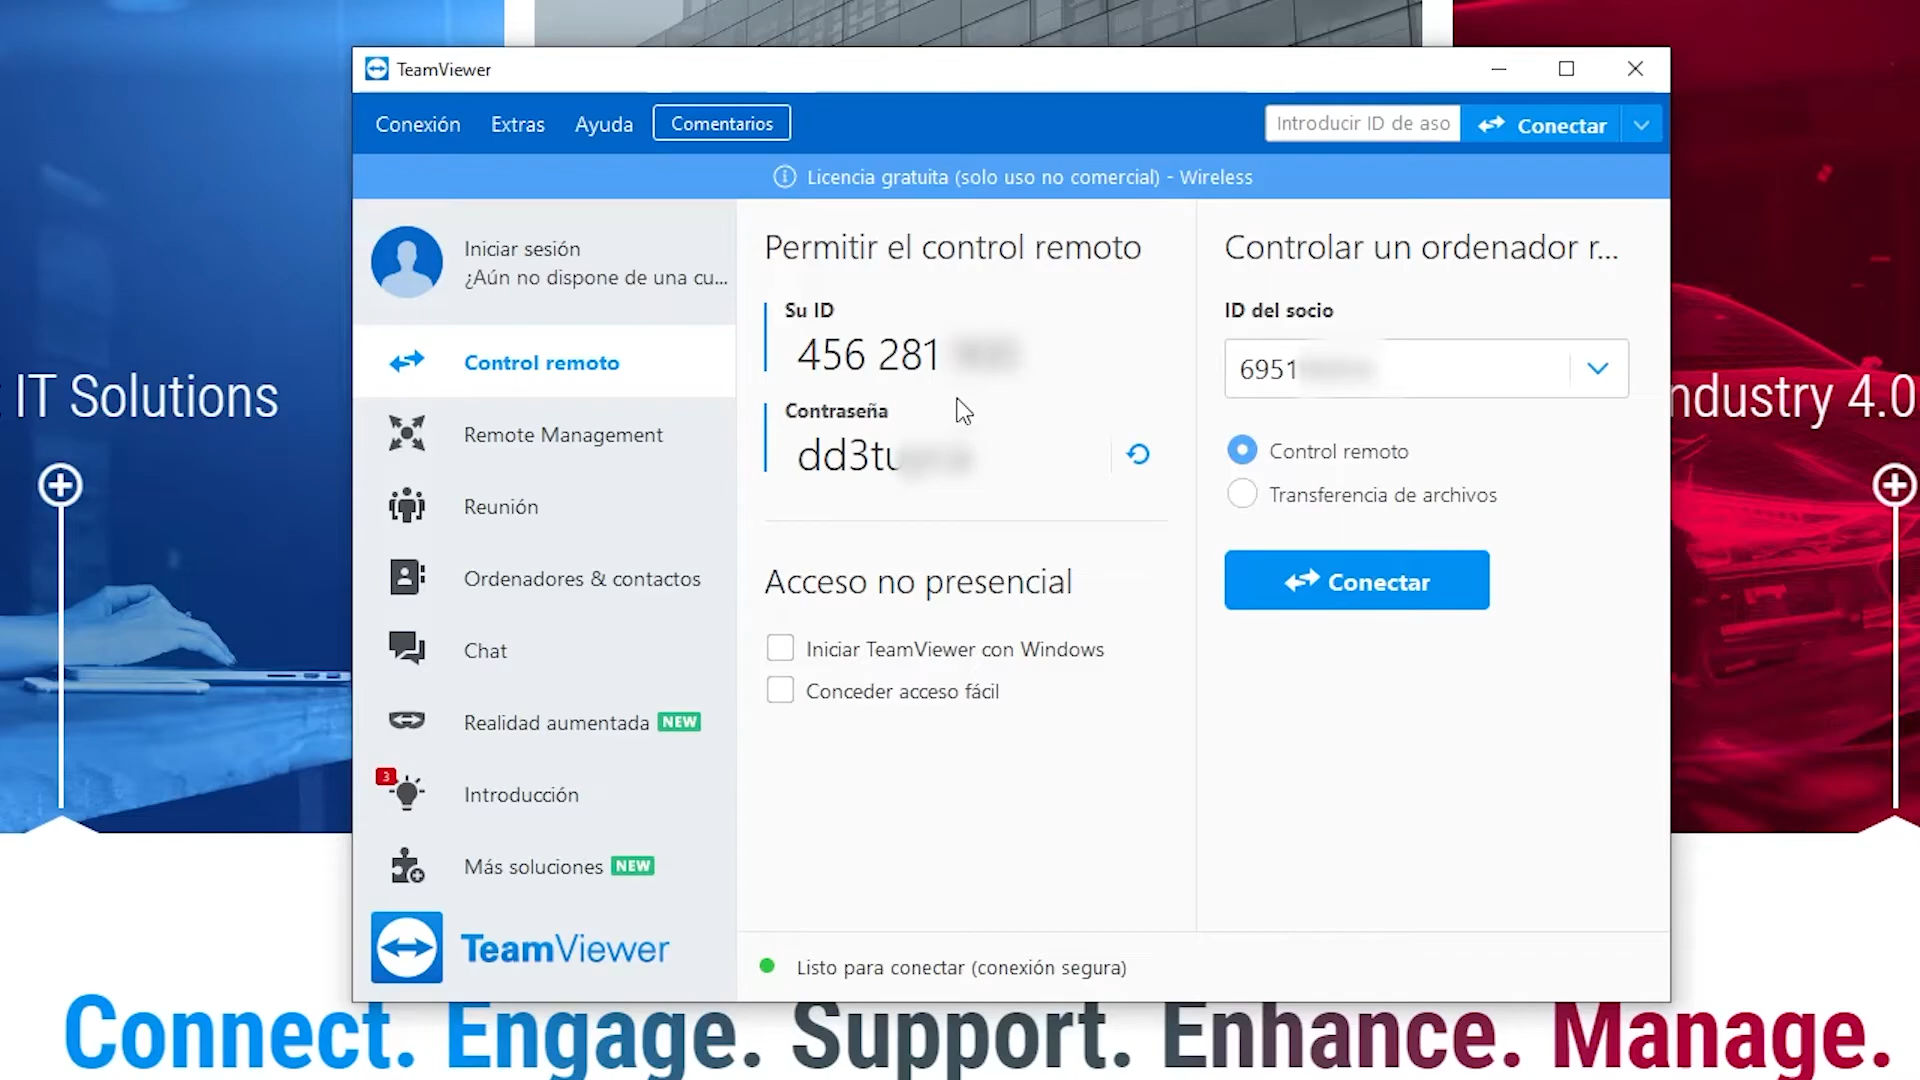 TeamViewer
Conexión Extras Ayuda Comentarios
Introducir ID de aso
Conectar
Licencia gratuita (solo uso no comercial) - Wireless
Iniciar sesión
¿Aún no dispone de una cu...
Control remoto
Remote Management
Reunión
Ordenadores & contactos
Chat
Realidad aumentada NEW
3
Introducción
Más soluciones NEW
TeamViewer
Permitir el control remoto
Su ID
456 281
Contraseña
dd3tu
Acceso no presencial
Iniciar TeamViewer con Windows
Conceder acceso fácil
Controlar un ordenador r...
ID del socio
6951
Control remoto
Transferencia de archivos
Conectar
Listo para conectar (conexión segura)
IT Solutions
ndustry 4.0
Connect. Engage. Support. Enhance. Manage.